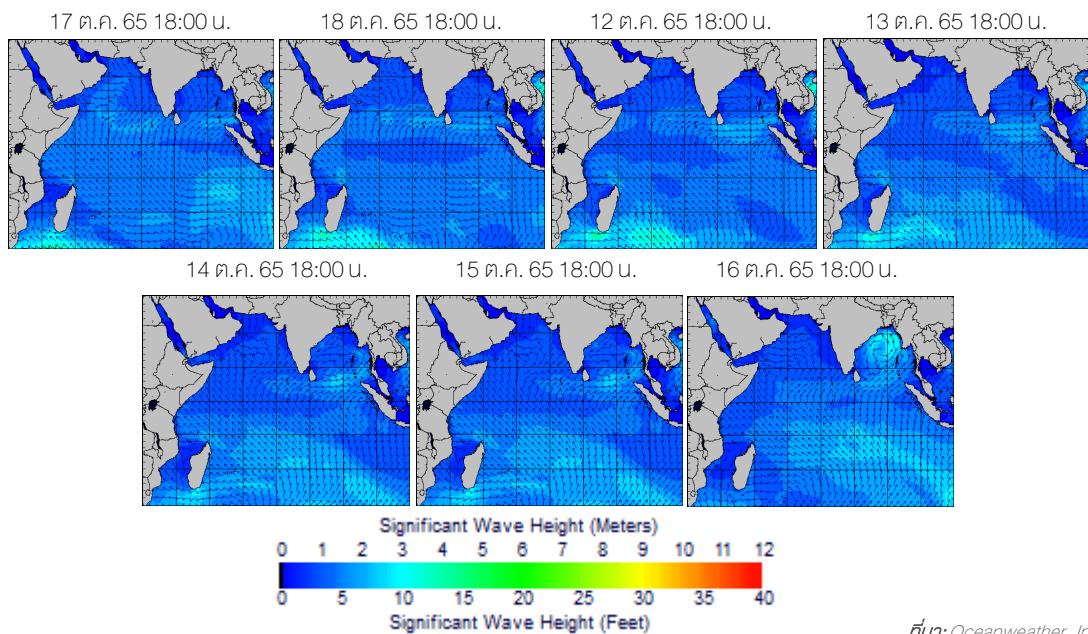 17 ต.ค. 65 18:00 น.
18 ต.ค. 65 18:00 น.
12 ต.ค. 65 18:00 น.
13 ต.ค. 65 18:00 น.
14 ต.ค. 65 18:00 น.
15 ต.ค. 65 18:00 น.
16 ต.ค. 65 18:00 น.
Significant Wave Height (Meters)
0 1 2 3 4 5 6 7 8 9 10 11 12
0 5 10 15 20 25 30 35 40
Significant Wave Height (Feet)
ที่มา: Oceanweather, In